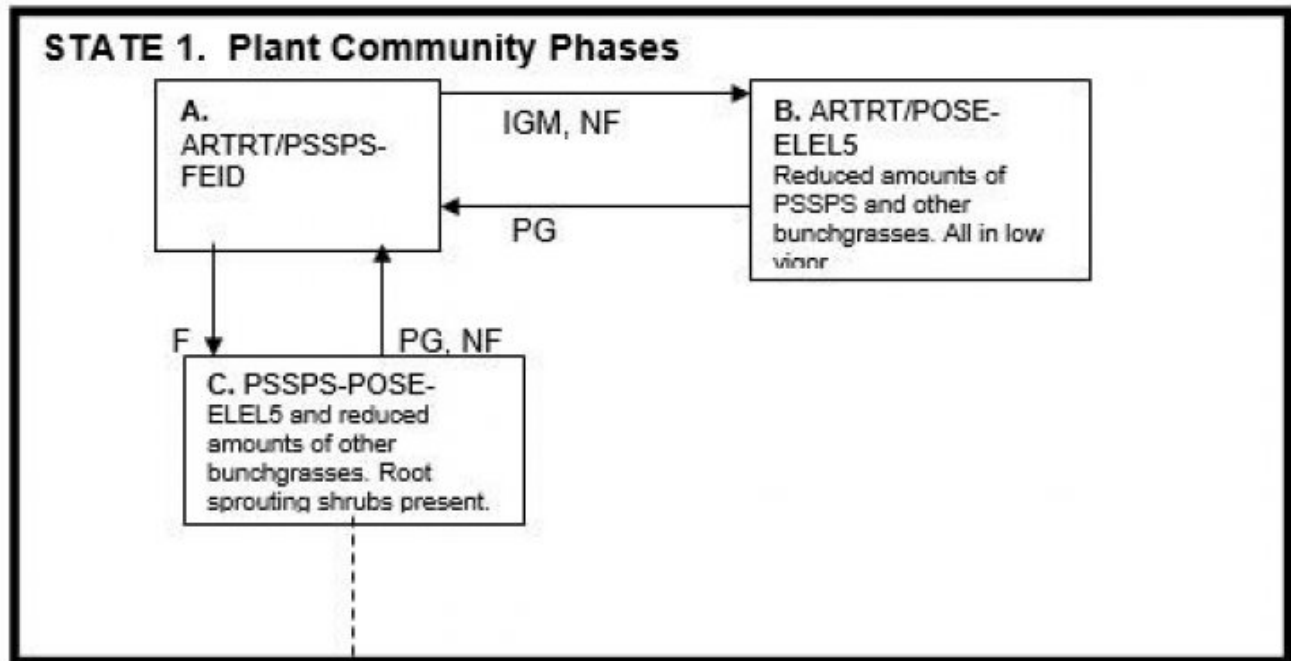 STATE 1. Plant Community Phases
A.
ARTRT/PSSPS-
FEID
IGM, NF
PG
B. ARTRT/POSE-
ELEL5
Reduced amounts of
PSSPS and other
bunchgrasses. All in low
vigor
F
PG, NF
C. PSSPS-POSE-
ELEL5 and reduced
amounts of other
bunchgrasses. Root
sprouting shrubs present.